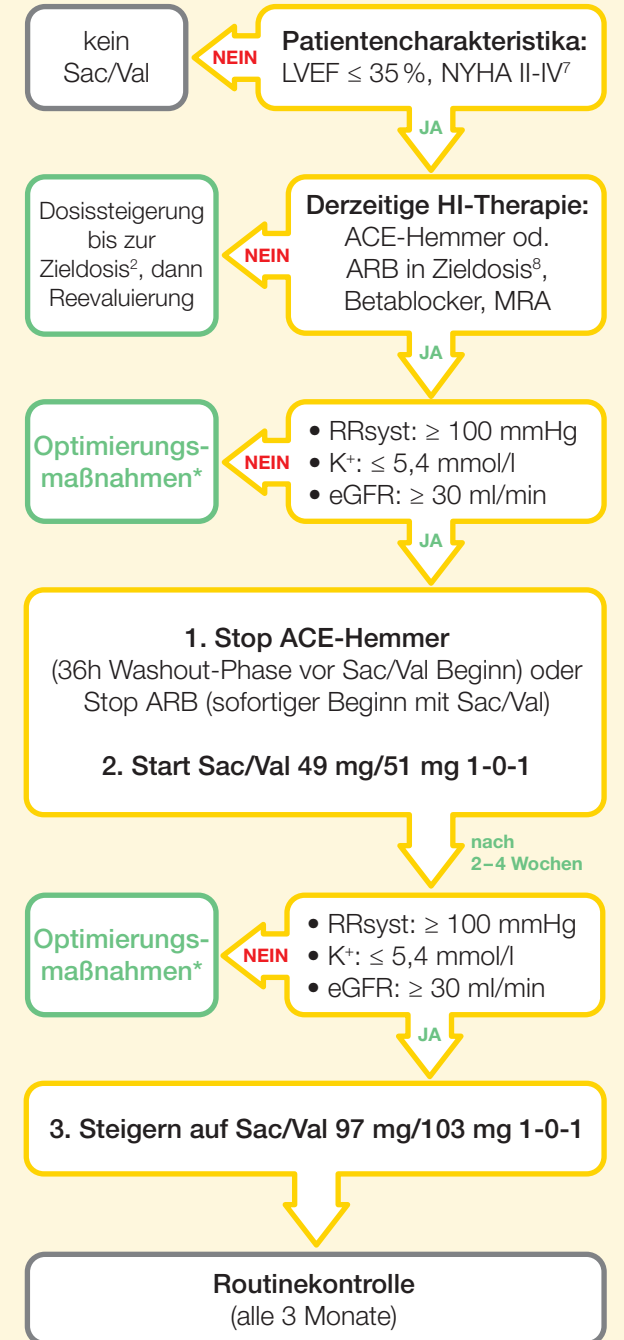 kein
Sac/Val
NEIN
Patientencharakteristika:
LVEF ≤ 35 %, NYHA II-IV⁷
JA
Dosissteigerung
bis zur
Zieldosis², dann
Reevaluierung
NEIN
Derzeitige HI-Therapie:
ACE-Hemmer od.
ARB in Zieldosis⁸,
Betablocker, MRA
JA
Optimierungs-
maßnahmen*
NEIN
• RRsyst: ≥ 100 mmHg
• K⁺: ≤ 5,4 mmol/l
• eGFR: ≥ 30 ml/min
JA
1. Stop ACE-Hemmer
(36h Washout-Phase vor Sac/Val Beginn) oder
Stop ARB (sofortiger Beginn mit Sac/Val)
2. Start Sac/Val 49 mg/51 mg 1-0-1
nach
2–4 Wochen
Optimierungs-
maßnahmen*
NEIN
• RRsyst: ≥ 100 mmHg
• K⁺: ≤ 5,4 mmol/l
• eGFR: ≥ 30 ml/min
JA
3. Steigern auf Sac/Val 97 mg/103 mg 1-0-1
Routinekontrolle
(alle 3 Monate)